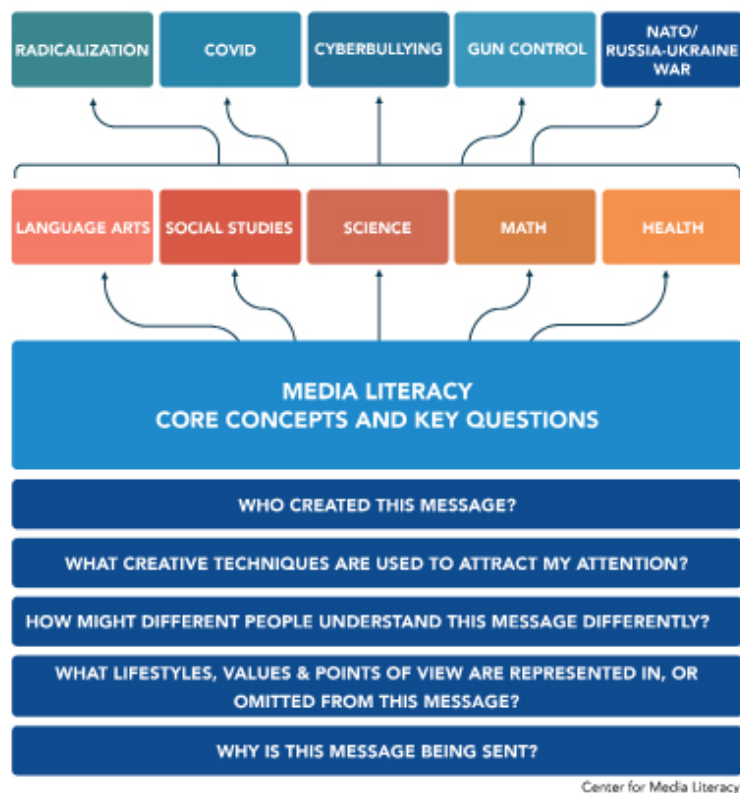 RADICALIZATION
COVID
CYBERBULLYING
GUN CONTROL
NATO/
RUSSIA-UKRAINE
WAR
LANGUAGE ARTS
SOCIAL STUDIES
SCIENCE
MATH
HEALTH
MEDIA LITERACY
CORE CONCEPTS AND KEY QUESTIONS
WHO CREATED THIS MESSAGE?
WHAT CREATIVE TECHNIQUES ARE USED TO ATTRACT MY ATTENTION?
HOW MIGHT DIFFERENT PEOPLE UNDERSTAND THIS MESSAGE DIFFERENTLY?
WHAT LIFESTYLES, VALUES & POINTS OF VIEW ARE REPRESENTED IN, OR
OMITTED FROM THIS MESSAGE?
WHY IS THIS MESSAGE BEING SENT?
Center for Media Literacy